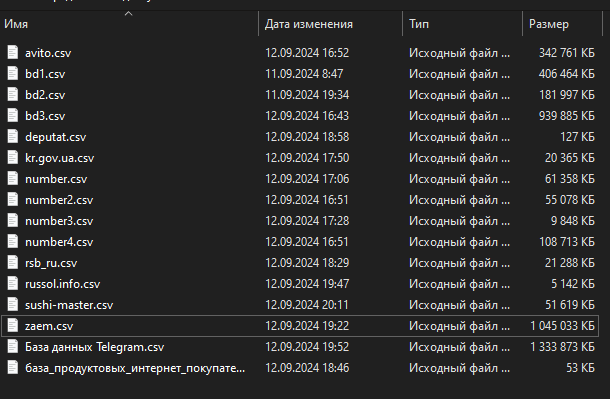 Имя Дата изменения Тип Размер
avito.csv 12.09.2024 16:52 Исходный файл ... 342 761 КБ
bd1.csv 11.09.2024 8:47 Исходный файл ... 406 464 КБ
bd2.csv 11.09.2024 19:34 Исходный файл ... 181 997 КБ
bd3.csv 12.09.2024 16:43 Исходный файл ... 939 885 КБ
deputat.csv 12.09.2024 18:58 Исходный файл ... 127 КБ
kr.gov.ua.csv 12.09.2024 17:50 Исходный файл ... 20 365 КБ
number.csv 12.09.2024 17:06 Исходный файл ... 61 358 КБ
number2.csv 12.09.2024 16:51 Исходный файл ... 55 078 КБ
number3.csv 12.09.2024 17:28 Исходный файл ... 9 848 КБ
number4.csv 12.09.2024 16:51 Исходный файл ... 108 713 КБ
rsb_ru.csv 12.09.2024 18:29 Исходный файл ... 21 288 КБ
russol.info.csv 12.09.2024 19:47 Исходный файл ... 5 142 КБ
sushi-master.csv 12.09.2024 20:11 Исходный файл ... 51 619 КБ
zaem.csv 12.09.2024 19:22 Исходный файл ... 1 045 033 КБ
База данных Telegram.csv 12.09.2024 19:52 Исходный файл ... 1 333 873 КБ
база_продуктовых_интернет_покупате... 12.09.2024 18:46 Исходный файл ... 53 КБ